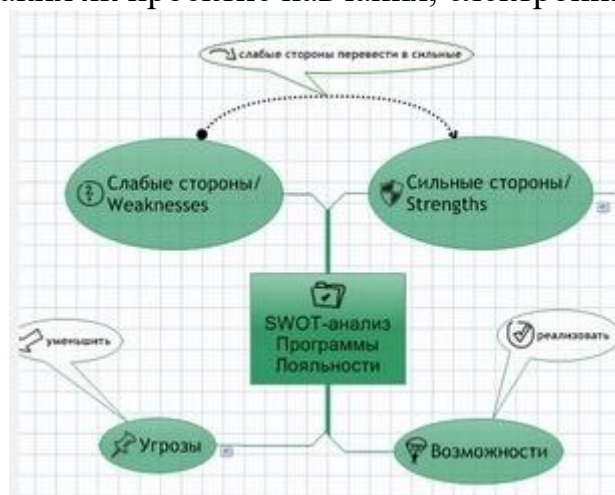 слабые стороны перевести в сильные
Слабые стороны/
Weaknesses
Сильные стороны/
Strengths
SWOT-анализ
Программы
Лояльности
уменьшить
реализовать
Угрозы
Возможности